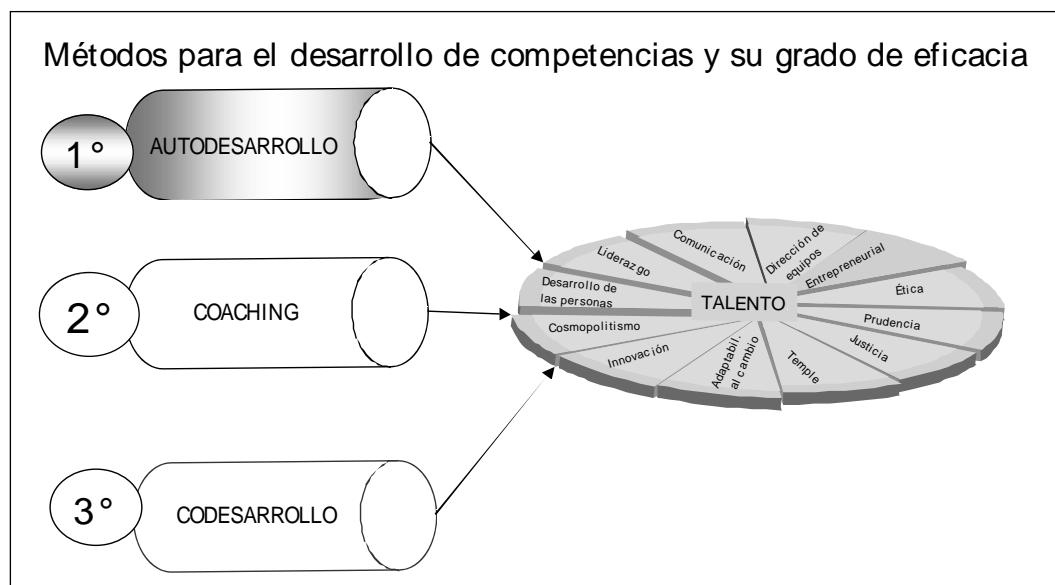 Métodos para el desarrollo de competencias y su grado de eficacia
1°
AUTODESARROLLO
2°
COACHING
3°
CODESARROLLO
TALENTO
Comunicación
Dirección de
equipos
Entrepreneurial
Ética
Prudencia
Justicia
Temple
Adaptabil.
al cambio
Innovación
Cosmopolitismo
Desarrollo de
las personas
Liderazgo